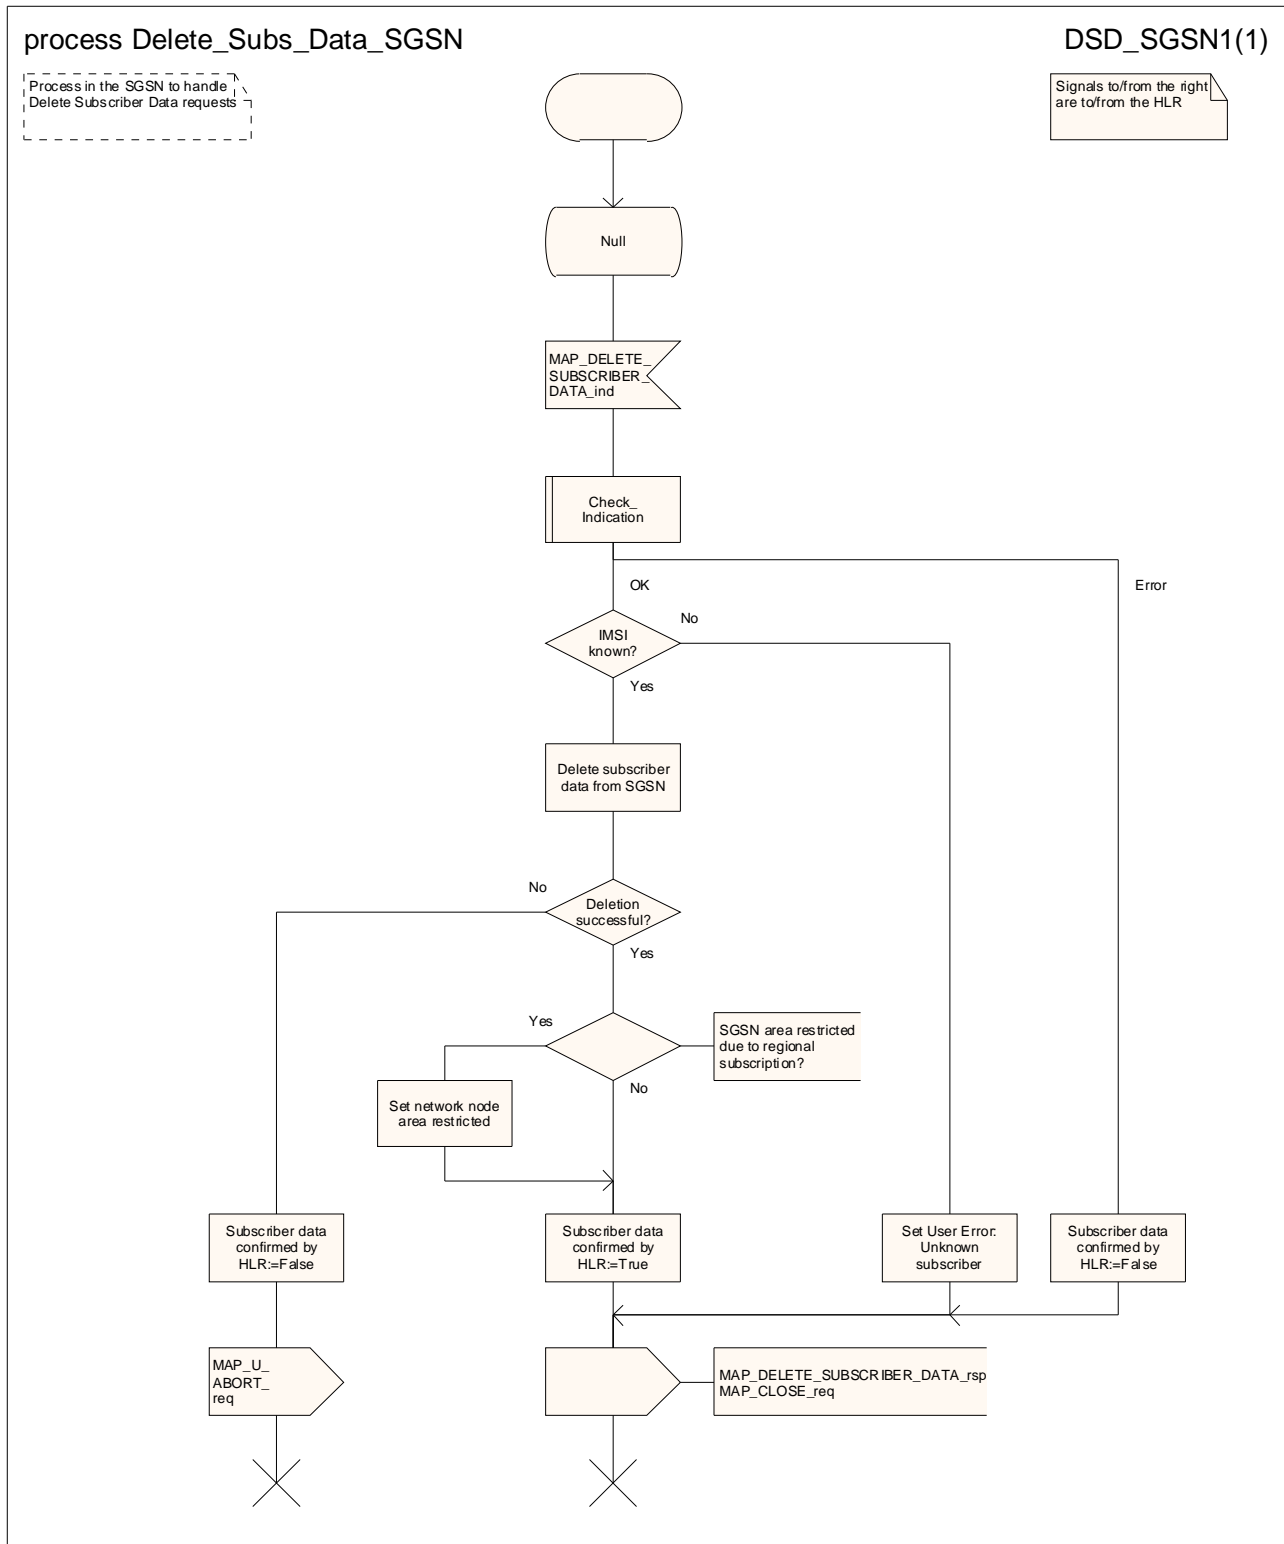 process Delete_Subs_Data_SGSN
DSD_SGSN1(1)
Process in the SGSN to handle
Delete Subscriber Data requests
Signals to/from the right
are to/from the HLR
Null
MAP_DELETE_
SUBSCRIBER_
DATA_ind
Check_
Indication
OK
Error
IMSI
known?
No
Yes
Delete subscriber
data from SGSN
No
Deletion
successful?
Yes
Yes
SGSN area restricted
due to regional
subscription?
No
Set network node
area restricted
Subscriber data
confirmed by
HLR:=False
Subscriber data
confirmed by
HLR:=True
Set User Error:
Unknown
subscriber
Subscriber data
confirmed by
HLR:=False
MAP_U_
ABORT_
req
MAP_DELETE_SUBSCRIBER_DATA_rsp
MAP_CLOSE_req